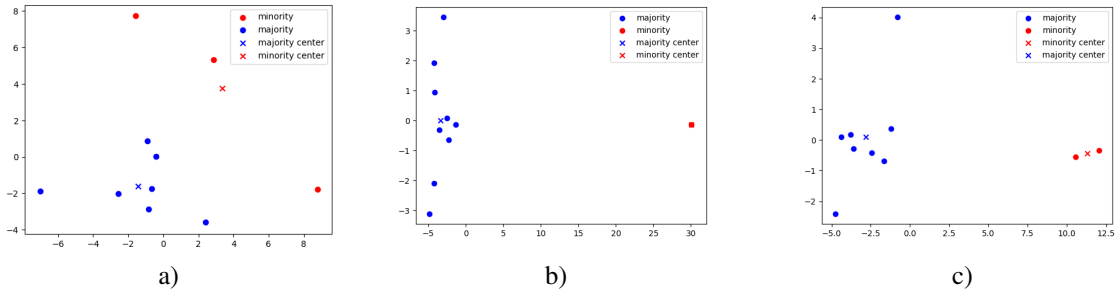 8
6
4
2
0
−2
−4
−6 −4 −2 0 2 4 6 8
minority
majority
majority center
minority center
a)
3
2
1
0
−1
−2
−3
−5 0 5 10 15 20 25 30
majority
minority
majority center
minority center
b)
4
3
2
1
0
−1
−2
−5.0 −2.5 0.0 2.5 5.0 7.5 10.0 12.5
majority
minority
minority center
majority center
c)